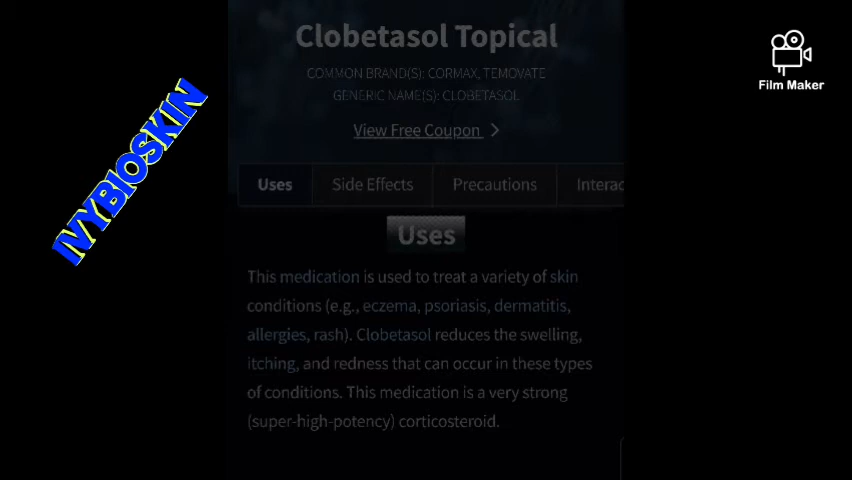 Clobetasol Topical
COMMON BRAND(S): CORMAX, TEMOVATE
GENERIC NAME(S): CLOBETASOL
View Free Coupon >
Uses
Side Effects
Precautions
Interac
Uses
This medication is used to treat a variety of skin
conditions (e.g., eczema, psoriasis, dermatitis,
allergies, rash). Clobetasol reduces the swelling,
itching, and redness that can occur in these types
of conditions. This medication is a very strong
(super-high-potency) corticosteroid.
IVYBIOSKIN
Film Maker